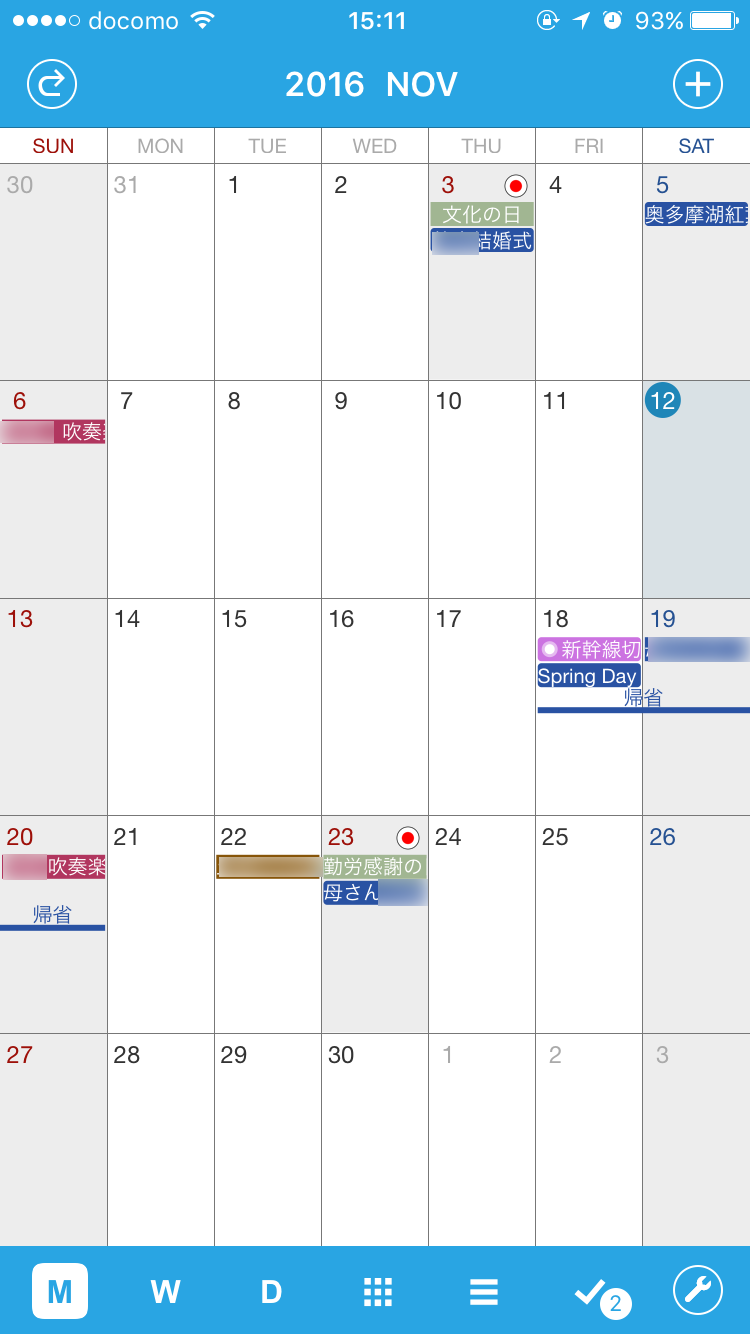 docomo 15:11 93%
2016 NOV
SUN MON TUE WED THU FRI SAT
30 31 1 2 3 4 5
文化の日 奥多摩湖紅
結婚式
6 7 8 9 10 11 12
吹奏
13 14 15 16 17 18 19
新幹線切
Spring Day
帰省
20 21 22 23 24 25 26
吹奏楽 勤労感謝の
母さん
帰省
27 28 29 30 1 2 3
M W D 2